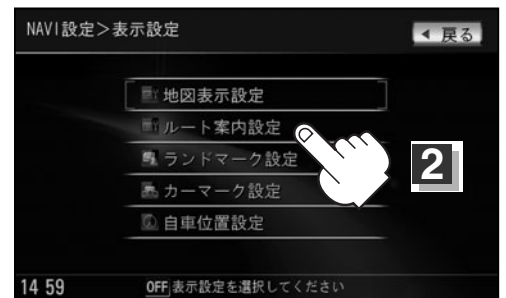 NAVI設定＞表示設定
◀ 戻る
地図表示設定
ルート案内設定
ランドマーク設定
カーマーク設定
自車位置設定
2
14 59
OFF 表示設定を選択してください